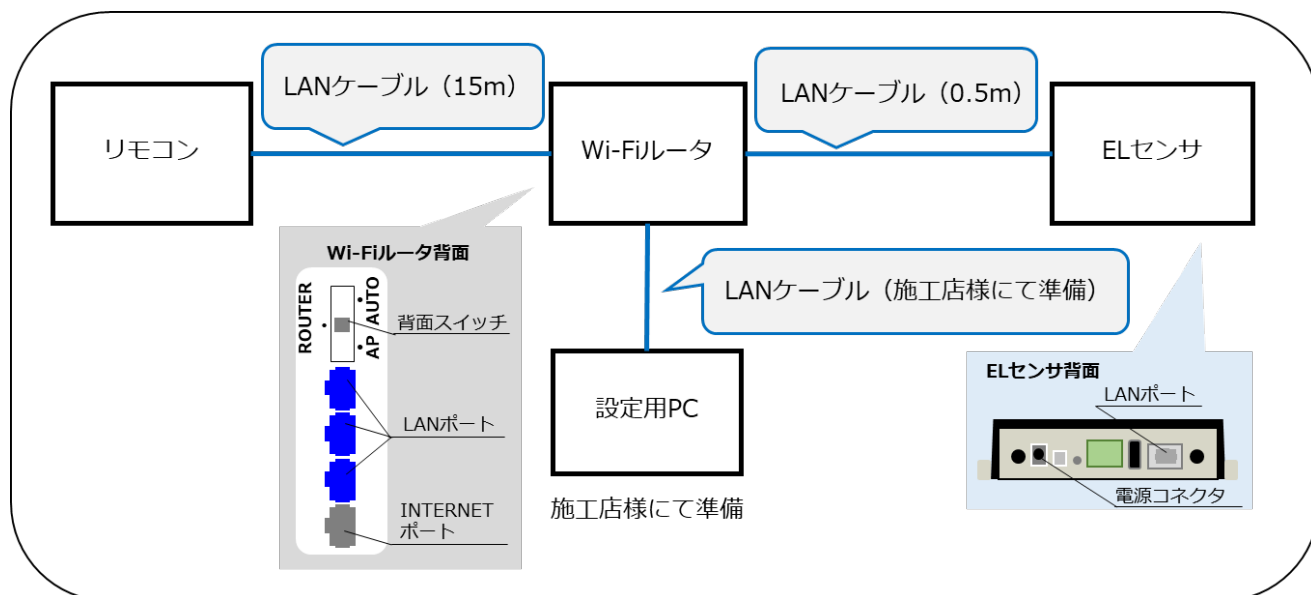 LANケーブル（15m）
LANケーブル（0.5m）
リモコン
Wi-Fiルータ
ELセンサ
LANケーブル（施工店様にて準備）
Wi-Fiルータ背面
ROUTER
AUTO
AP
背面スイッチ
LANポート
INTERNET
ポート
設定用PC
施工店様にて準備
ELセンサ背面
LANポート
電源コネクタ